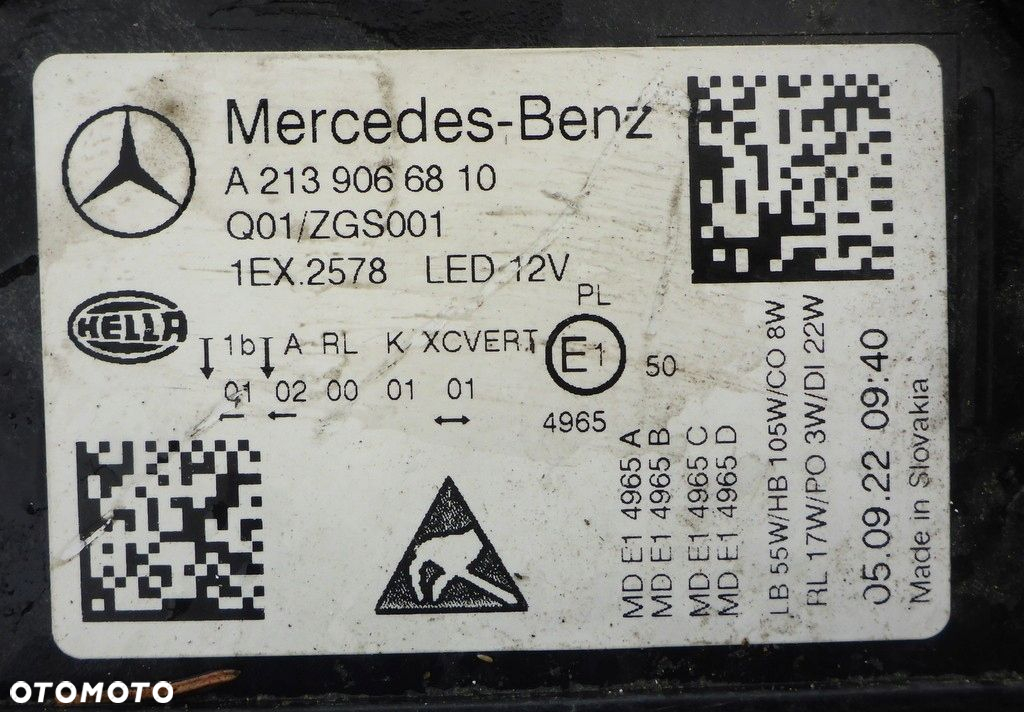 Mercedes-Benz
A 213 906 68 10
Q01/ZGS001
1EX.2578 LED 12V
HELLA
1b A RL K XCVERT
01 02 00 01 01
PL
E1
50
4965
MD E1 4965 A
MD E1 4965 B
MD E1 4965 C
MD E1 4965 D
LB 55W/HB 105W/CO 8W
RL 17W/PO 3W/DI 22W
05.09.22 09:40
Made in Slovakia
OTOMOTO